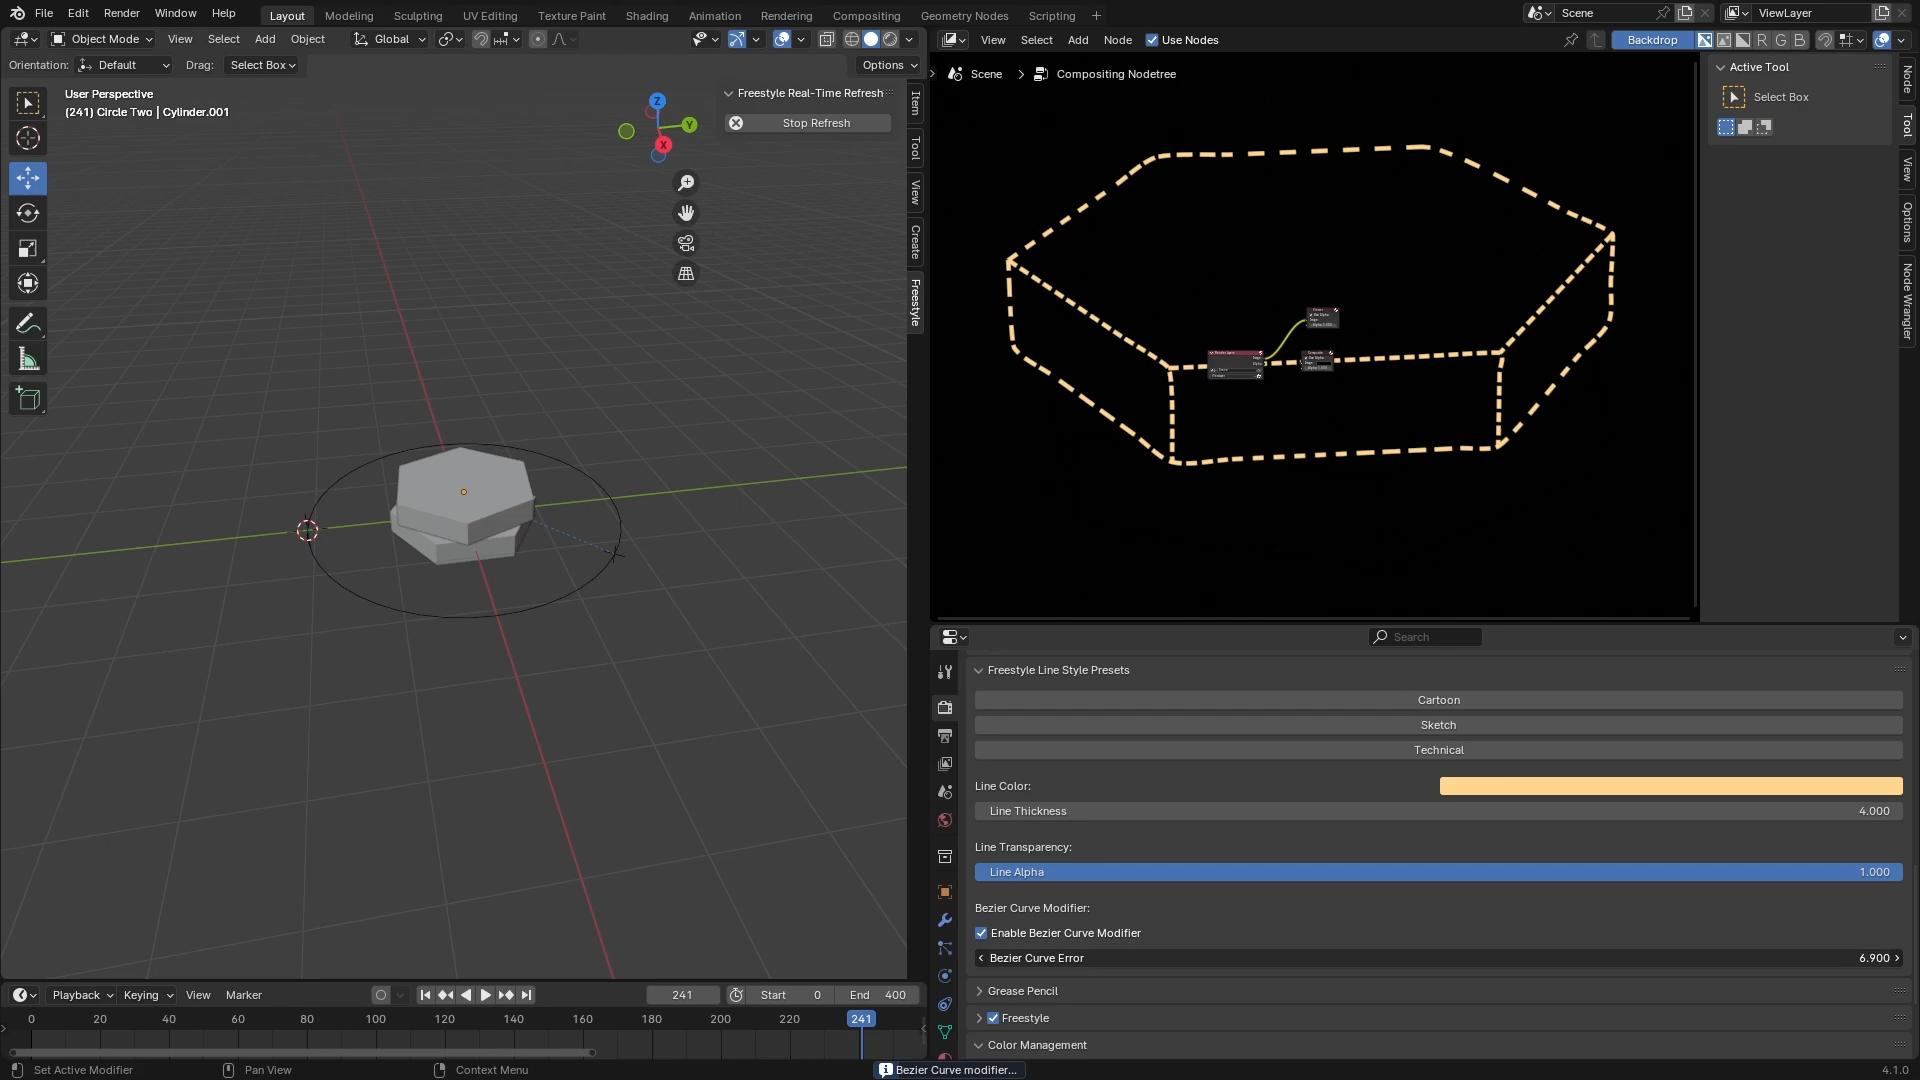 File Edit Render Window Help
Layout Modeling Sculpting UV Editing Texture Paint Shading Animation Rendering Compositing Geometry Nodes Scripting +
Scene ViewLayer
Object Mode View Select Add Object Global
Orientation: Default Drag: Select Box Options
User Perspective
(241) Circle Two | Cylinder.001
Z
Y
X
Freestyle Real-Time Refresh
Stop Refresh
Item
Tool
View
Create
Freestyle
View Select Add Node Use Nodes Backdrop R G B
Scene > Compositing Nodetree
Active Tool
Select Box
Node
Tool
View
Options
Node Wrangler
Search
Freestyle Line Style Presets
Cartoon
Sketch
Technical
Line Color:
Line Thickness 4.000
Line Transparency:
Line Alpha 1.000
Bezier Curve Modifier:
Enable Bezier Curve Modifier
Bezier Curve Error 6.900
Grease Pencil
Freestyle
Color Management
Playback Keying View Marker 241 Start 0 End 400
0 20 40 60 80 100 120 140 160 180 200 220 241
Set Active Modifier Pan View Context Menu Bezier Curve modifier... 4.1.0